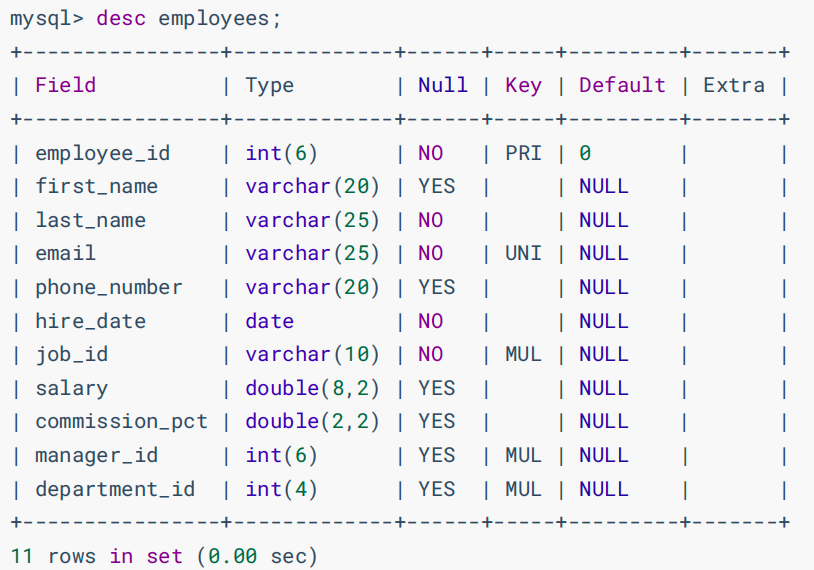 mysql> desc employees;
+----------------+-------------+------+-----+---------+-------+
| Field          | Type        | Null | Key | Default | Extra |
+----------------+-------------+------+-----+---------+-------+
| employee_id    | int(6)      | NO   | PRI | 0       |       |
| first_name     | varchar(20) | YES  |     | NULL    |       |
| last_name      | varchar(25) | NO   |     | NULL    |       |
| email          | varchar(25) | NO   | UNI | NULL    |       |
| phone_number   | varchar(20) | YES  |     | NULL    |       |
| hire_date      | date        | NO   |     | NULL    |       |
| job_id         | varchar(10) | NO   | MUL | NULL    |       |
| salary         | double(8,2) | YES  |     | NULL    |       |
| commission_pct | double(2,2) | YES  |     | NULL    |       |
| manager_id     | int(6)      | YES  | MUL | NULL    |       |
| department_id  | int(4)      | YES  | MUL | NULL    |       |
+----------------+-------------+------+-----+---------+-------+
11 rows in set (0.00 sec)